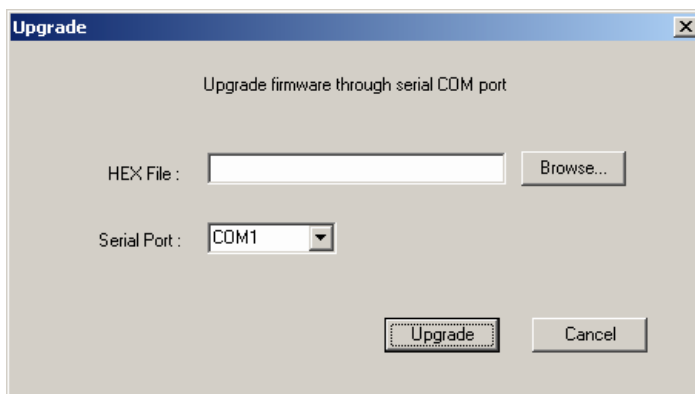 Upgrade
Upgrade firmware through serial COM port
HEX File :
Browse...
Serial Port :
COM1
Upgrade
Cancel